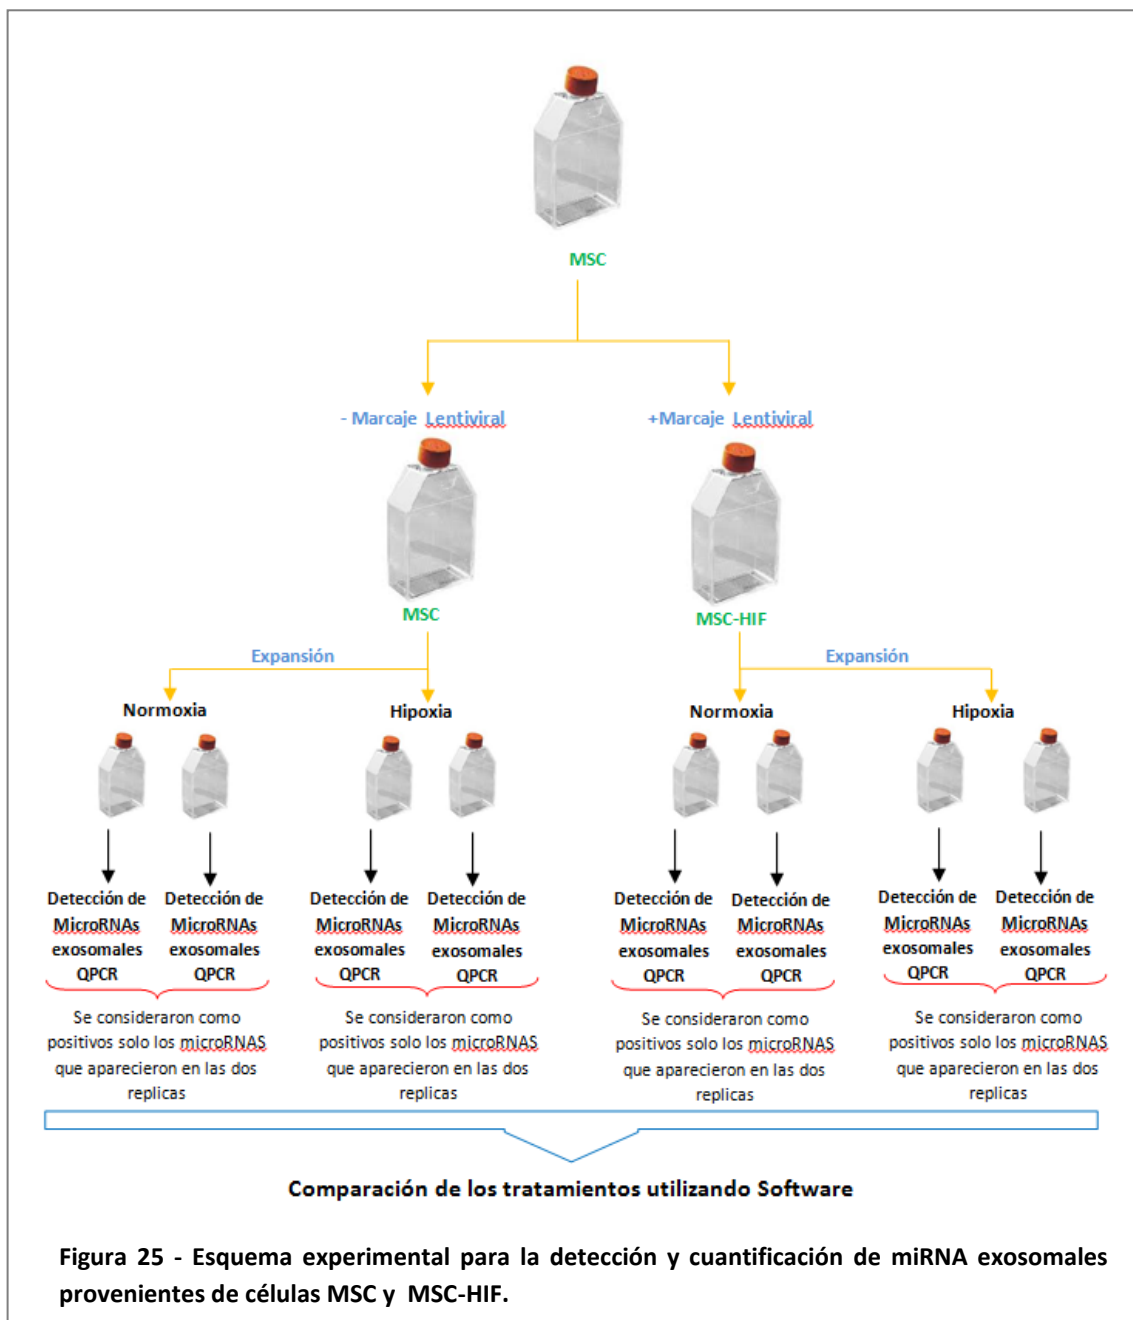 MSC
- Marcaje Lentiviral
+Marcaje Lentiviral
MSC
MSC-HIF
Expansión
Expansión
Normoxia
Hipoxia
Normoxia
Hipoxia
Detección de
MicroRNAs
exosomales
QPCR
Detección de
MicroRNAs
exosomales
QPCR
Detección de
MicroRNAs
exosomales
QPCR
Detección de
MicroRNAs
exosomales
QPCR
Detección de
MicroRNAs
exosomales
QPCR
Detección de
MicroRNAs
exosomales
QPCR
Detección de
MicroRNAs
exosomales
QPCR
Detección de
MicroRNAs
exosomales
QPCR
Se consideraron como
positivos solo los microRNAS
que aparecieron en las dos
replicas
Se consideraron como
positivos solo los microRNAS
que aparecieron en las dos
replicas
Se consideraron como
positivos solo los microRNAS
que aparecieron en las dos
replicas
Se consideraron como
positivos solo los microRNAS
que aparecieron en las dos
replicas
Comparación de los tratamientos utilizando Software
Figura 25 - Esquema experimental para la detección y cuantificación de miRNA exosomales
provenientes de células MSC y MSC-HIF.